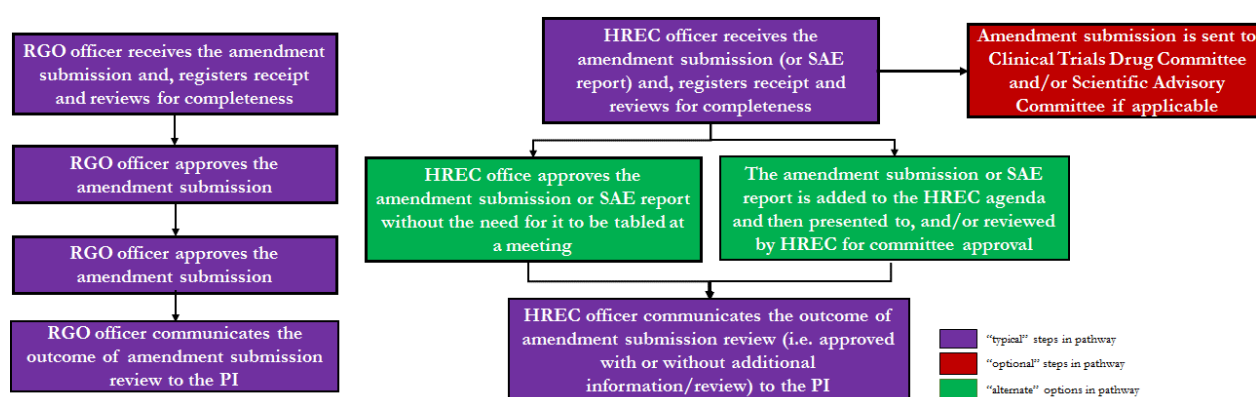 RGO officer receives the amendment
submission and, registers receipt
and reviews for completeness
RGO officer approves the
amendment submission
RGO officer approves the
amendment submission
RGO officer communicates the
outcome of amendment submission
review to the PI
HREC officer receives the
amendment submission (or SAE
report) and, registers receipt and
reviews for completeness
Amendment submission is sent to
Clinical Trials Drug Committee
and/or Scientific Advisory
Committee if applicable
HREC office approves the
amendment submission or SAE report
without the need for it to be tabled at
a meeting
The amendment submission or SAE
report is added to the HREC agenda
and then presented to, and/or reviewed
by HREC for committee approval
HREC officer communicates the outcome of
amendment submission review (i.e. approved
with or without additional
information/review) to the PI
“typical” steps in pathway
“optional” steps in pathway
“alternate” options in pathway